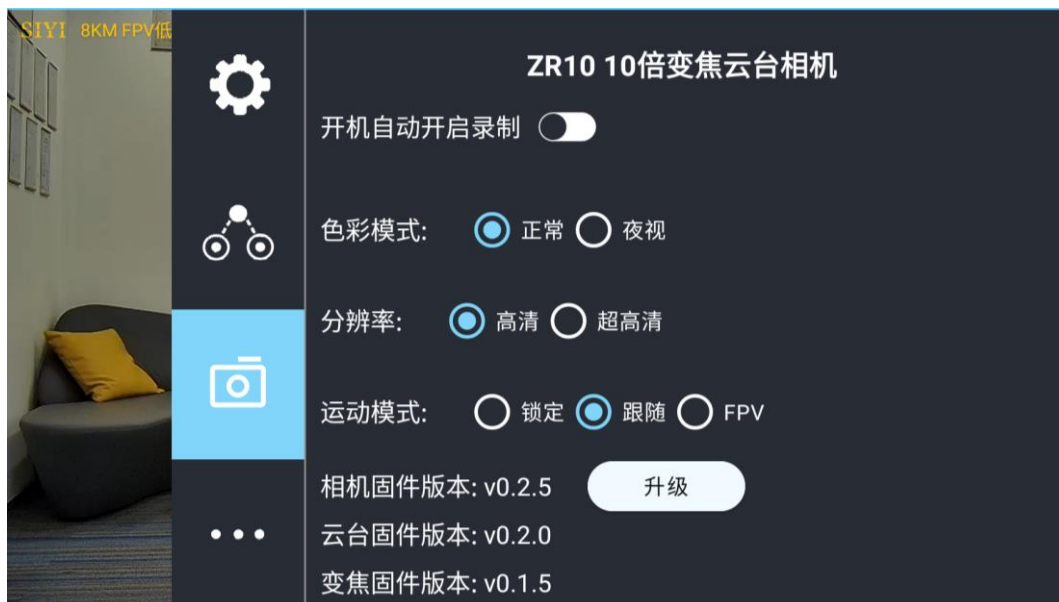 SIYI 8KM FPV低
ZR10 10倍变焦云台相机
开机自动开启录制
色彩模式: 正常 夜视
分辨率: 高清 超高清
运动模式: 锁定 跟随 FPV
相机固件版本: v0.2.5 升级
云台固件版本: v0.2.0
变焦固件版本: v0.1.5